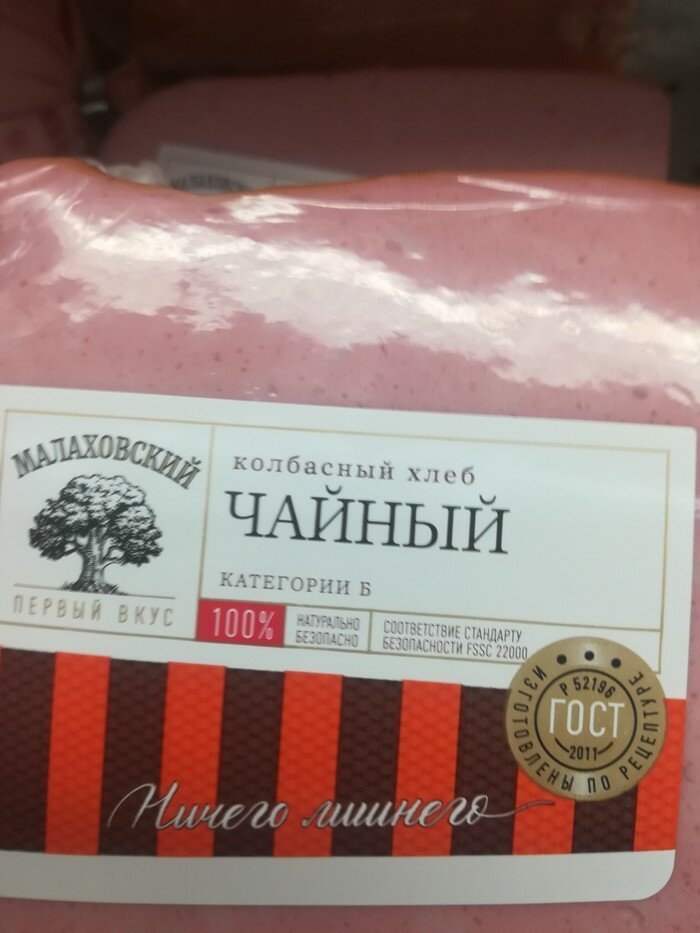 МАЛАХОВСКИЙ
ПЕРВЫЙ ВКУС
колбасный хлеб
ЧАЙНЫЙ
КАТЕГОРИИ Б
100%
НАТУРАЛЬНО
БЕЗОПАСНО
СООТВЕТСТВИЕ СТАНДАРТУ
БЕЗОПАСНОСТИ FSSC 22000
Р 52196
ГОСТ
2011
ИЗГОТОВЛЕНЫ ПО РЕЦЕПТУРЕ
Ничего лишнего